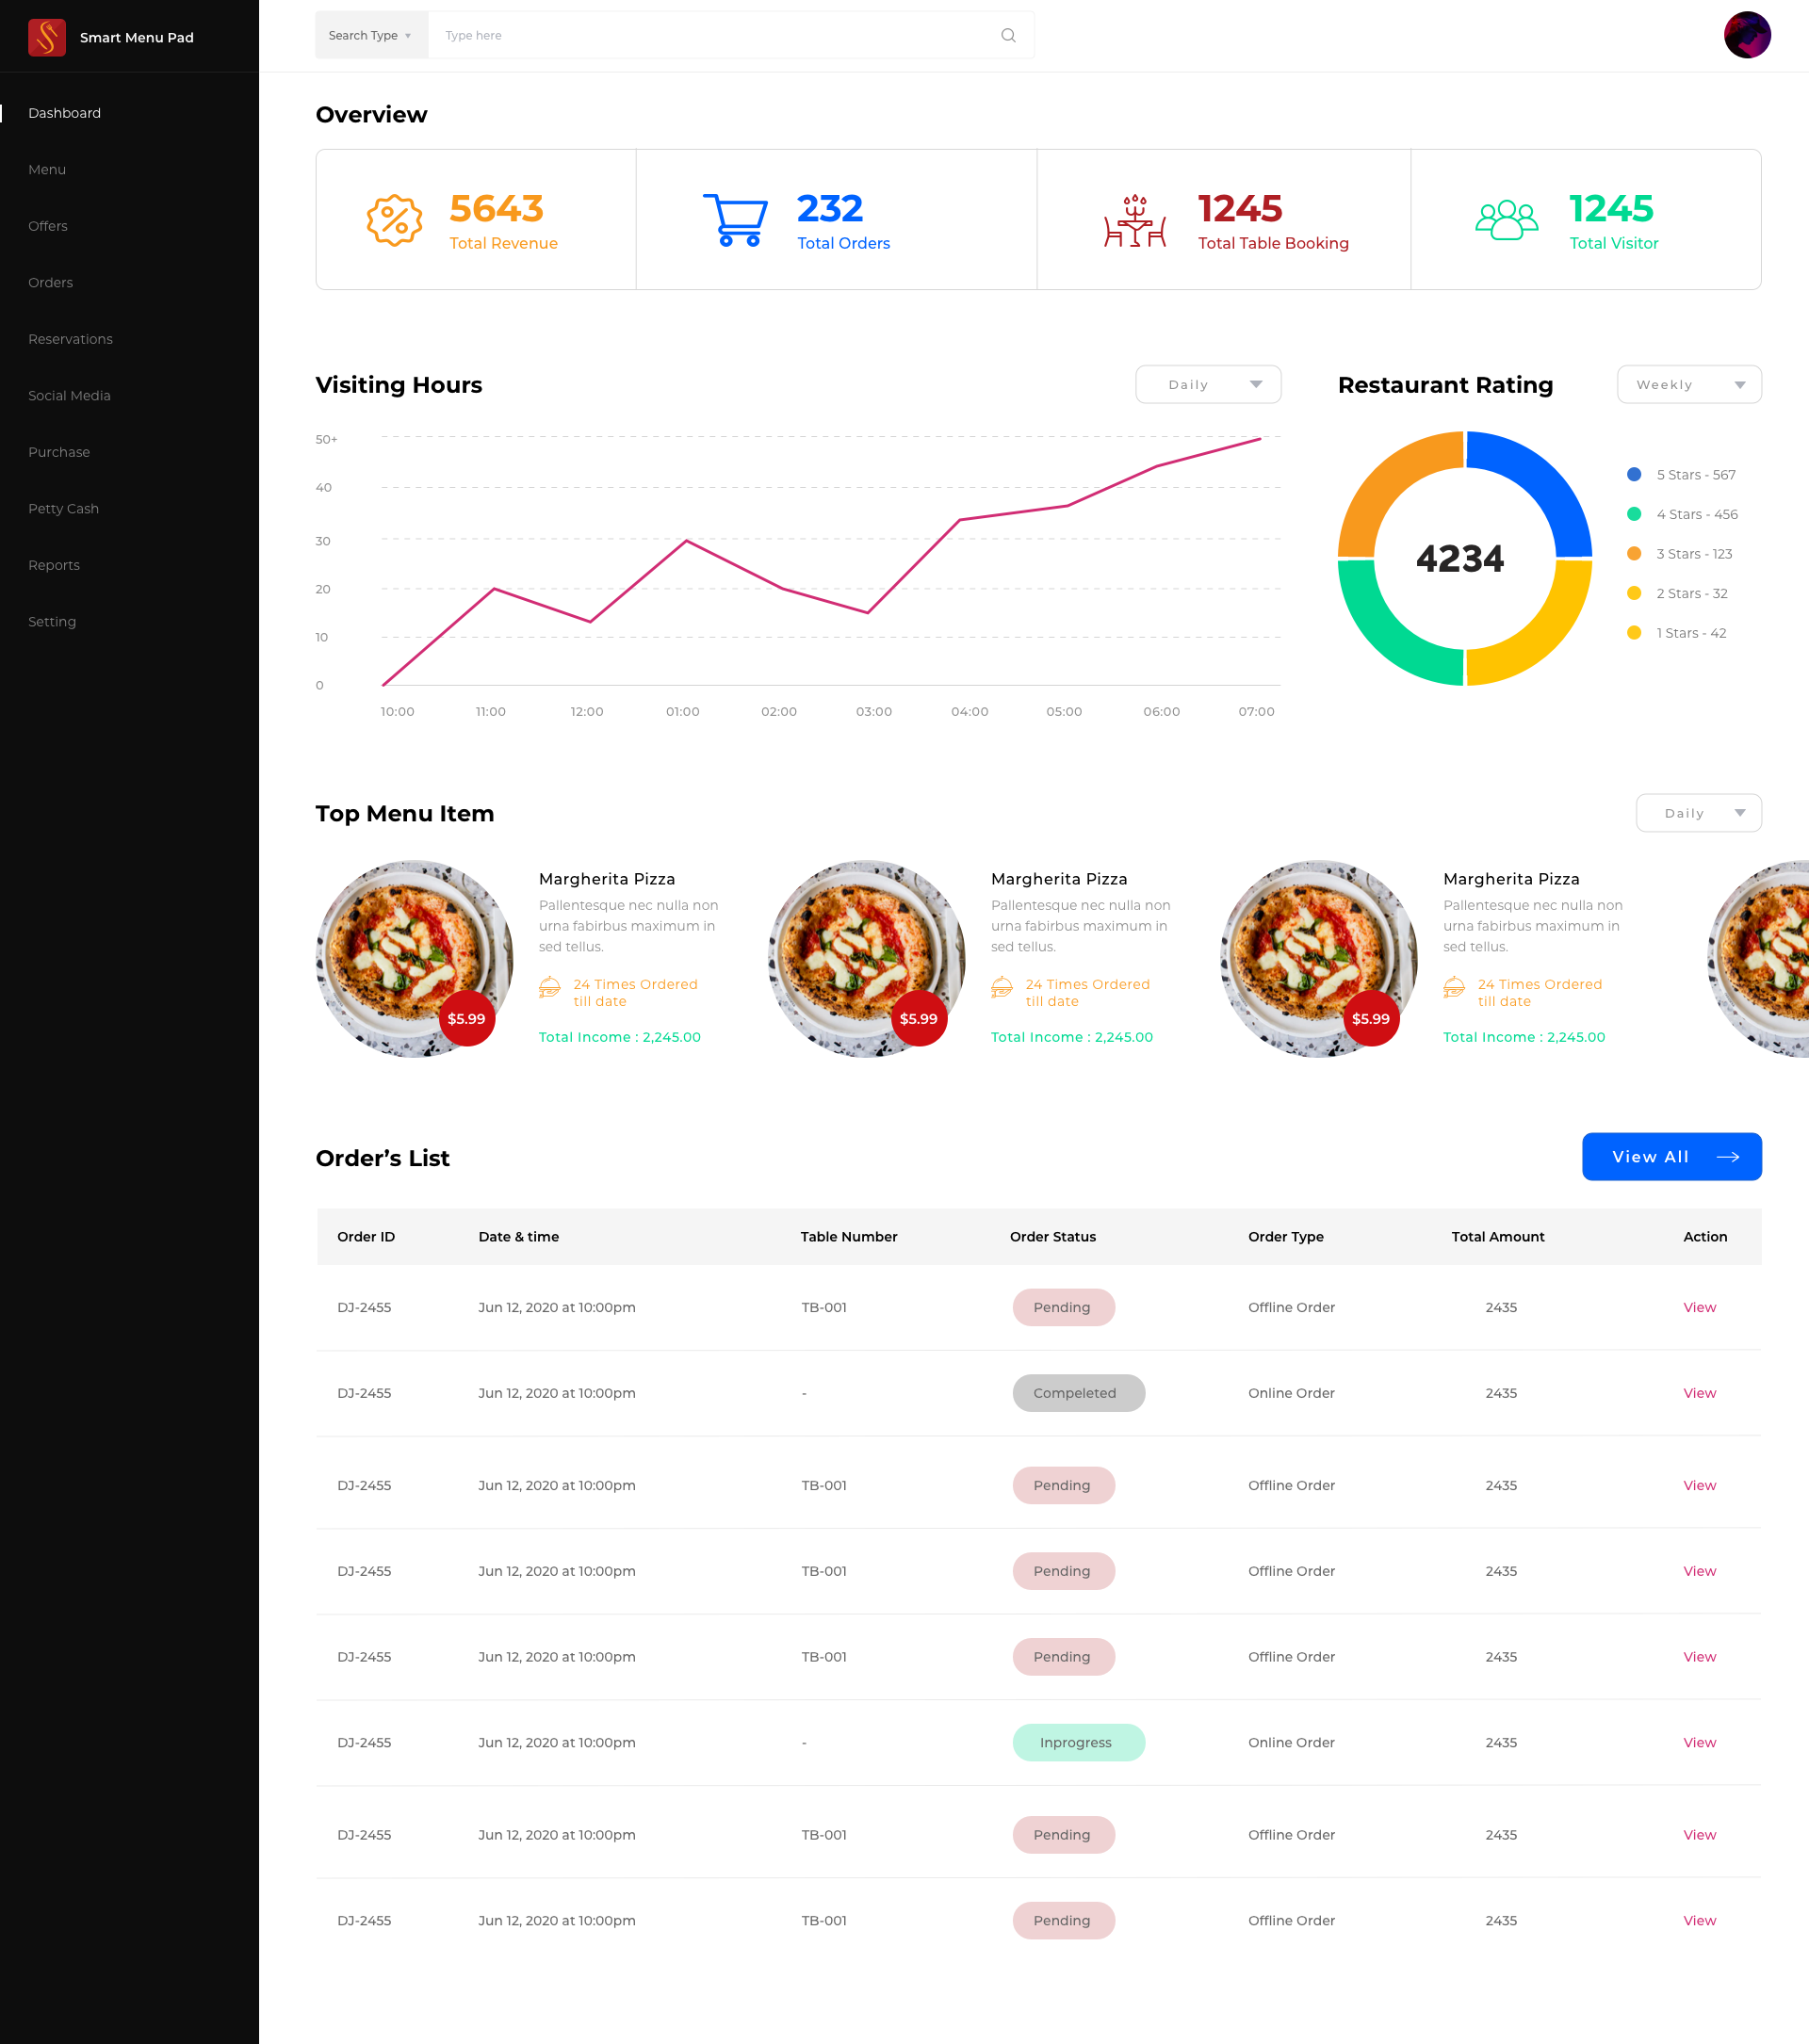 Smart Menu Pad
Search Type
Type here
Dashboard
Menu
Offers
Orders
Reservations
Social Media
Purchase
Petty Cash
Reports
Setting
Overview
5643
Total Revenue
232
Total Orders
1245
Total Table Booking
1245
Total Visitor
Visiting Hours
Daily
50+
40
30
20
10
0
10:00 11:00 12:00 01:00 02:00 03:00 04:00 05:00 06:00 07:00
Restaurant Rating
Weekly
4234
5 Stars - 567
4 Stars - 456
3 Stars - 123
2 Stars - 32
1 Stars - 42
Top Menu Item
Daily
Margherita Pizza
Pallentesque nec nulla non
urna fabirbus maximum in
sed tellus.
24 Times Ordered
till date
$5.99
Total Income : 2,245.00
Margherita Pizza
Pallentesque nec nulla non
urna fabirbus maximum in
sed tellus.
24 Times Ordered
till date
$5.99
Total Income : 2,245.00
Margherita Pizza
Pallentesque nec nulla non
urna fabirbus maximum in
sed tellus.
24 Times Ordered
till date
$5.99
Total Income : 2,245.00
Order’s List
View All
Order ID Date & time Table Number Order Status Order Type Total Amount Action
DJ-2455 Jun 12, 2020 at 10:00pm TB-001 Pending Offline Order 2435 View
DJ-2455 Jun 12, 2020 at 10:00pm - Compeleted Online Order 2435 View
DJ-2455 Jun 12, 2020 at 10:00pm TB-001 Pending Offline Order 2435 View
DJ-2455 Jun 12, 2020 at 10:00pm TB-001 Pending Offline Order 2435 View
DJ-2455 Jun 12, 2020 at 10:00pm TB-001 Pending Offline Order 2435 View
DJ-2455 Jun 12, 2020 at 10:00pm - Inprogress Online Order 2435 View
DJ-2455 Jun 12, 2020 at 10:00pm TB-001 Pending Offline Order 2435 View
DJ-2455 Jun 12, 2020 at 10:00pm TB-001 Pending Offline Order 2435 View